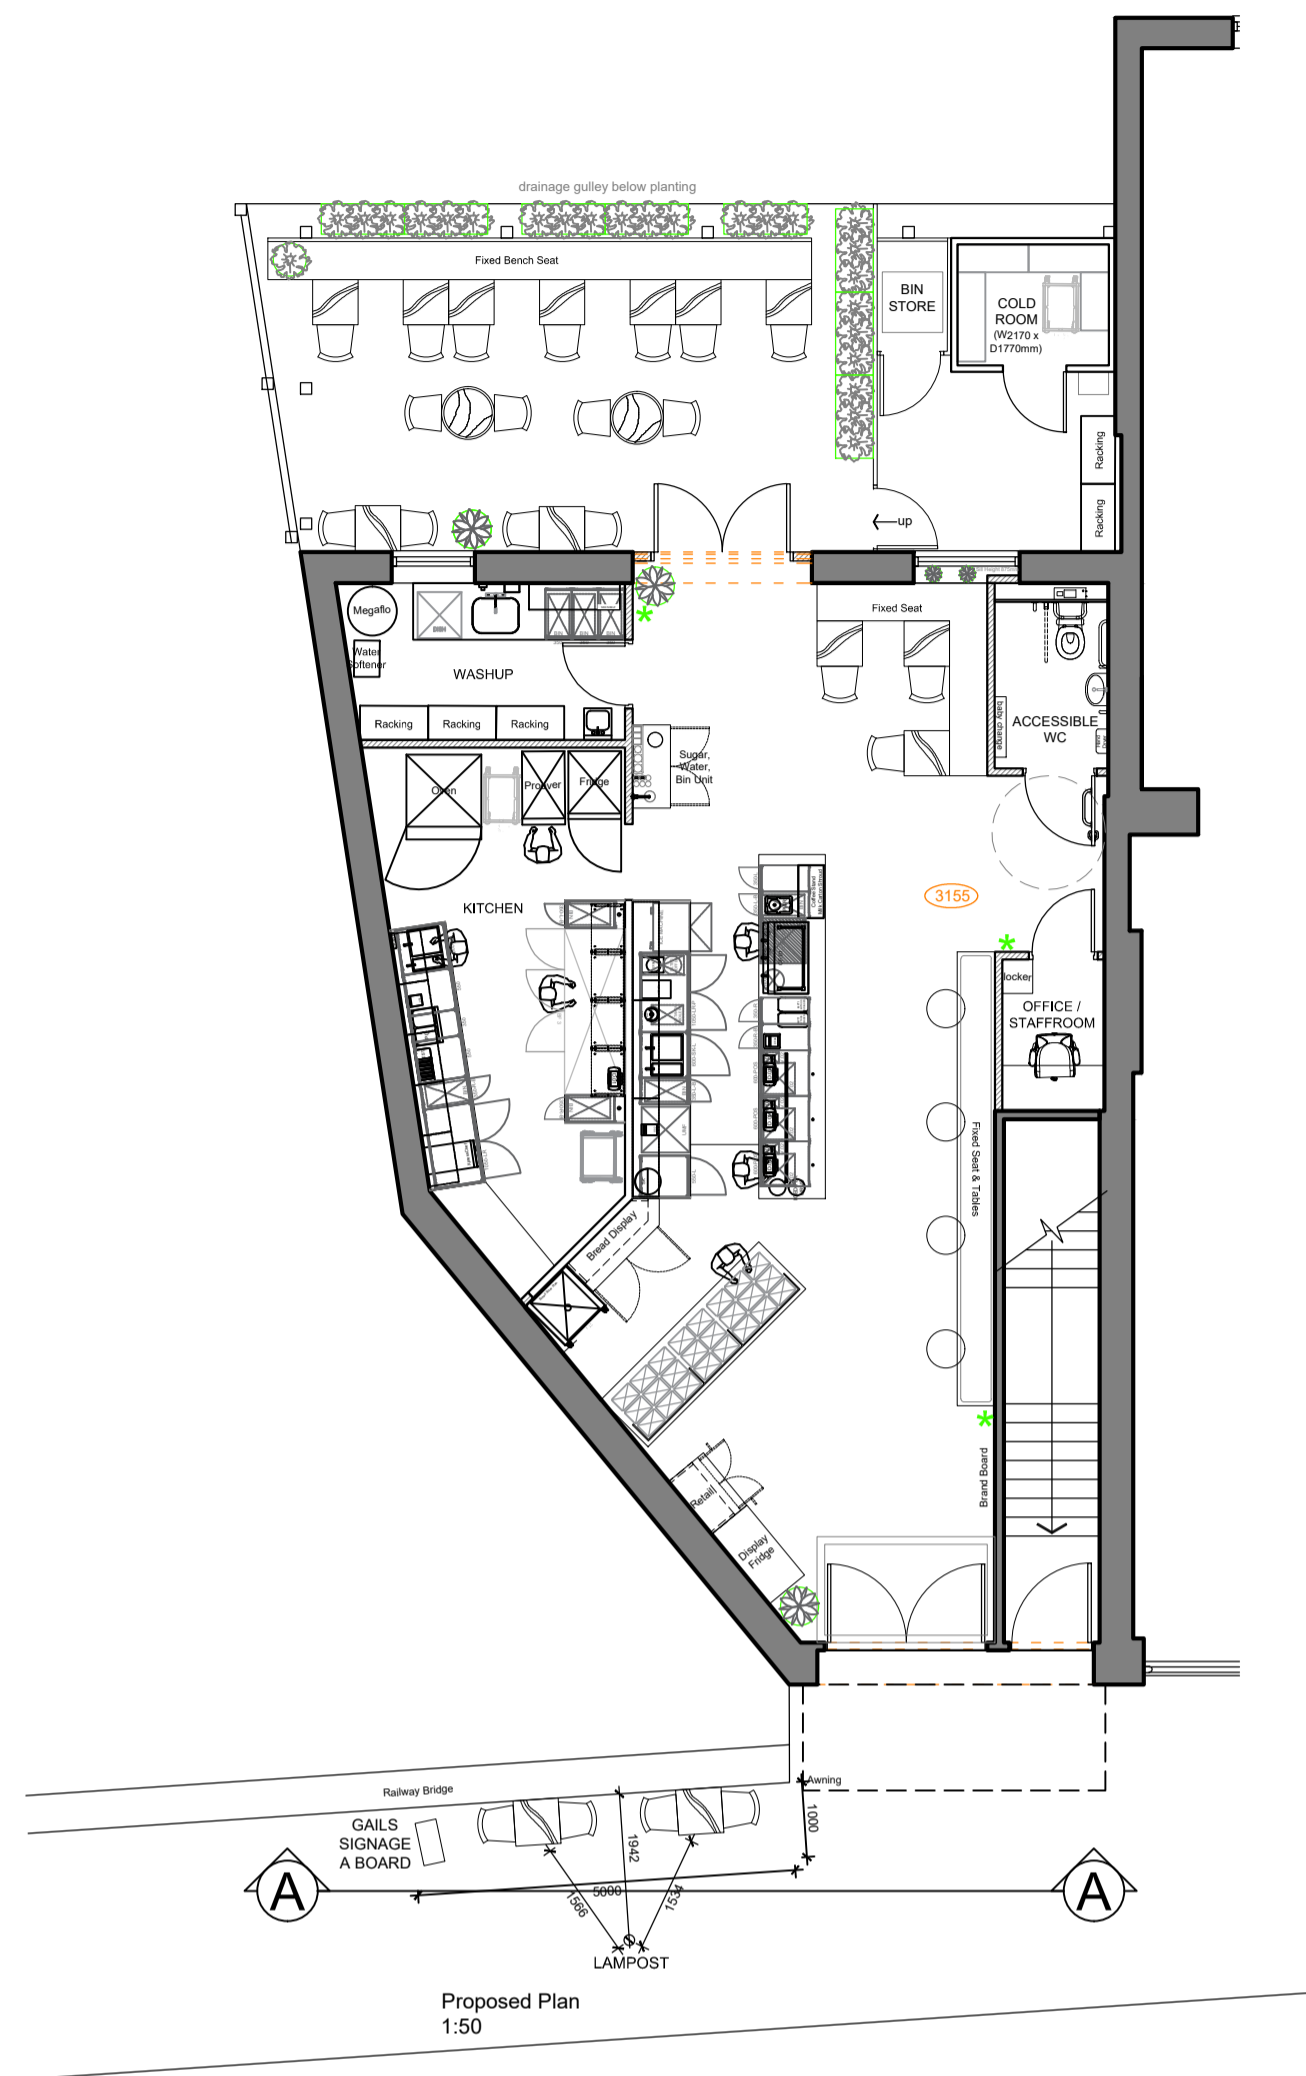 drainage gulley below planting
Fixed Bench Seat
BIN
STORE
COLD
ROOM
(W2170 x
D1770mm)
Racking
Racking
up
Megaflo
Water
Softener
WASHUP
BIN
BIN
Racking
Racking
Racking
Fixed Seat
baby change
ACCESSIBLE
WC
Sugar,
Water,
Bin Unit
Oven
Prover
Fridge
KITCHEN
3155
locker
OFFICE /
STAFFROOM
Fixed Seat & Tables
Bread Display
Brand Board
Retail
Display
Fridge
Awning
Railway Bridge
GAILS
SIGNAGE
A BOARD
1000
1942
5000
1566
1534
A
A
LAMPOST
Proposed Plan
1:50